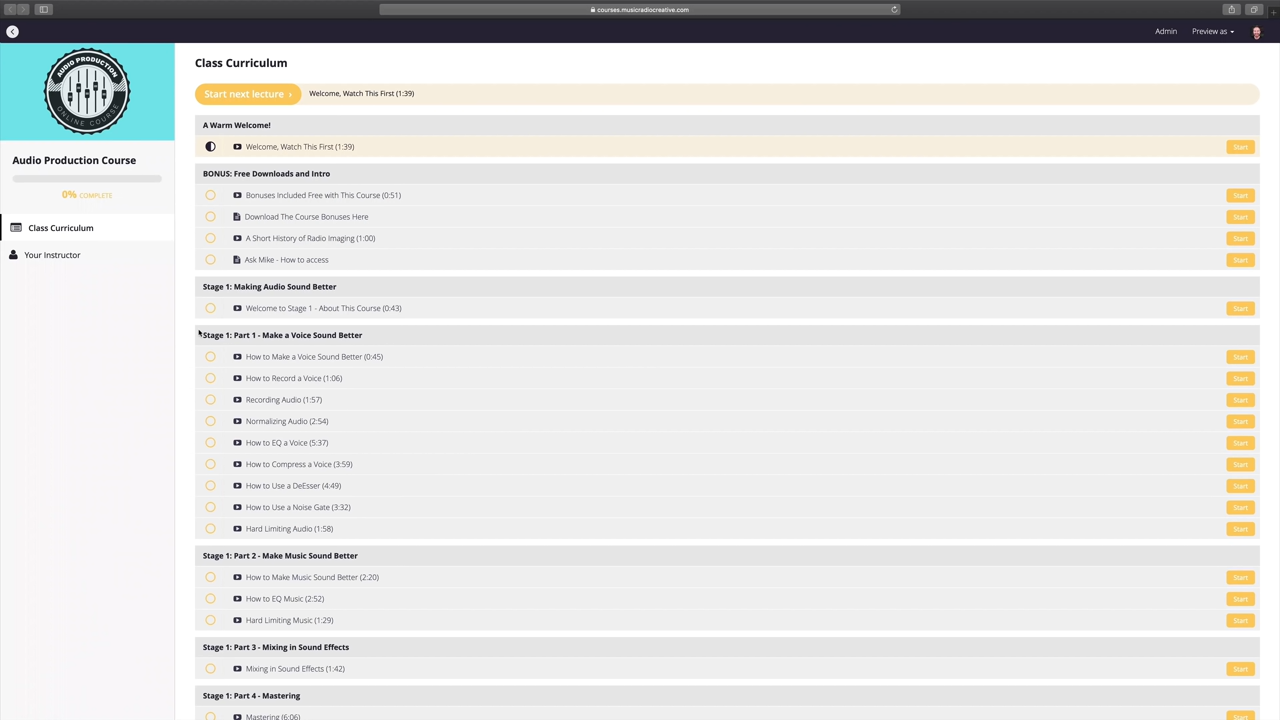 courses.musicradiocreative.com
Admin
Preview as
AUDIO PRODUCTION
ONLINE COURSE
Audio Production Course
0% COMPLETE
Class Curriculum
Your Instructor
Class Curriculum
Start next lecture › Welcome, Watch This First (1:39)
A Warm Welcome!
Welcome, Watch This First (1:39) Start
BONUS: Free Downloads and Intro
Bonuses Included Free with This Course (0:51) Start
Download The Course Bonuses Here Start
A Short History of Radio Imaging (1:00) Start
Ask Mike - How to access Start
Stage 1: Making Audio Sound Better
Welcome to Stage 1 - About This Course (0:43) Start
Stage 1: Part 1 - Make a Voice Sound Better
How to Make a Voice Sound Better (0:45) Start
How to Record a Voice (1:06) Start
Recording Audio (1:57) Start
Normalizing Audio (2:54) Start
How to EQ a Voice (5:37) Start
How to Compress a Voice (3:59) Start
How to Use a DeEsser (4:49) Start
How to Use a Noise Gate (3:32) Start
Hard Limiting Audio (1:58) Start
Stage 1: Part 2 - Make Music Sound Better
How to Make Music Sound Better (2:20) Start
How to EQ Music (2:52) Start
Hard Limiting Music (1:29) Start
Stage 1: Part 3 - Mixing in Sound Effects
Mixing in Sound Effects (1:42) Start
Stage 1: Part 4 - Mastering
Mastering (6:06) Start